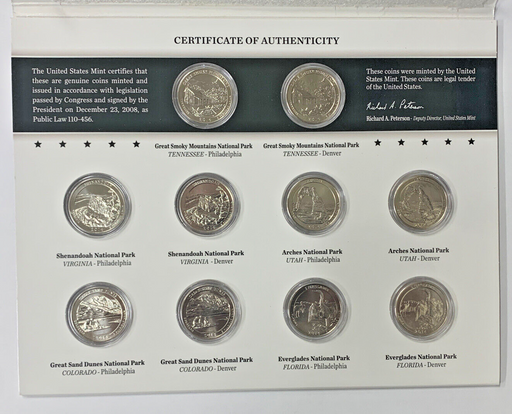 CERTIFICATE OF AUTHENTICITY
The United States Mint certifies that
these are genuine coins minted and
issued in accordance with legislation
passed by Congress and signed by the
President on December 23, 2008, as
Public Law 110-456.
These coins were minted by the United
States Mint. These coins are legal tender
of the United States.
Richard A. Peterson
Richard A. Peterson - Deputy Director, United States Mint
Great Smoky Mountains National Park
TENNESSEE - Philadelphia
Great Smoky Mountains National Park
TENNESSEE - Denver
Shenandoah National Park
VIRGINIA - Philadelphia
Shenandoah National Park
VIRGINIA - Denver
Arches National Park
UTAH - Philadelphia
Arches National Park
UTAH - Denver
Great Sand Dunes National Park
COLORADO - Philadelphia
Great Sand Dunes National Park
COLORADO - Denver
Everglades National Park
FLORIDA - Philadelphia
Everglades National Park
FLORIDA - Denver